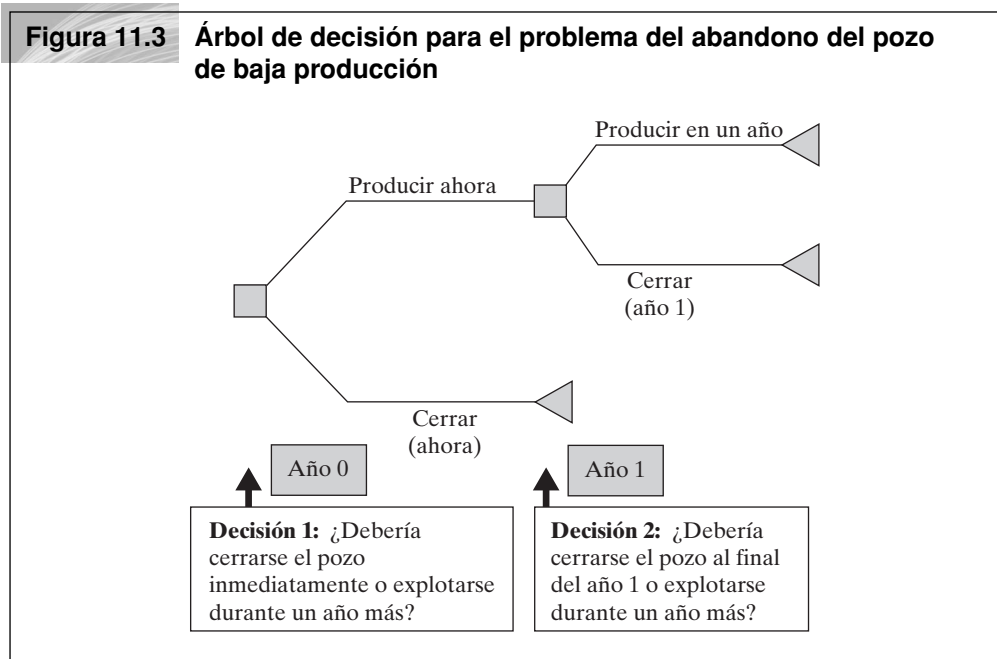 Figura 11.3 Árbol de decisión para el problema del abandono del pozo
de baja producción
Producir en un año
Producir ahora
Cerrar
(año 1)
Cerrar
(ahora)
Año 0
Año 1
Decisión 1: ¿Debería
cerrarse el pozo
inmediatamente o explotarse
durante un año más?
Decisión 2: ¿Debería
cerrarse el pozo al final
del año 1 o explotarse
durante un año más?